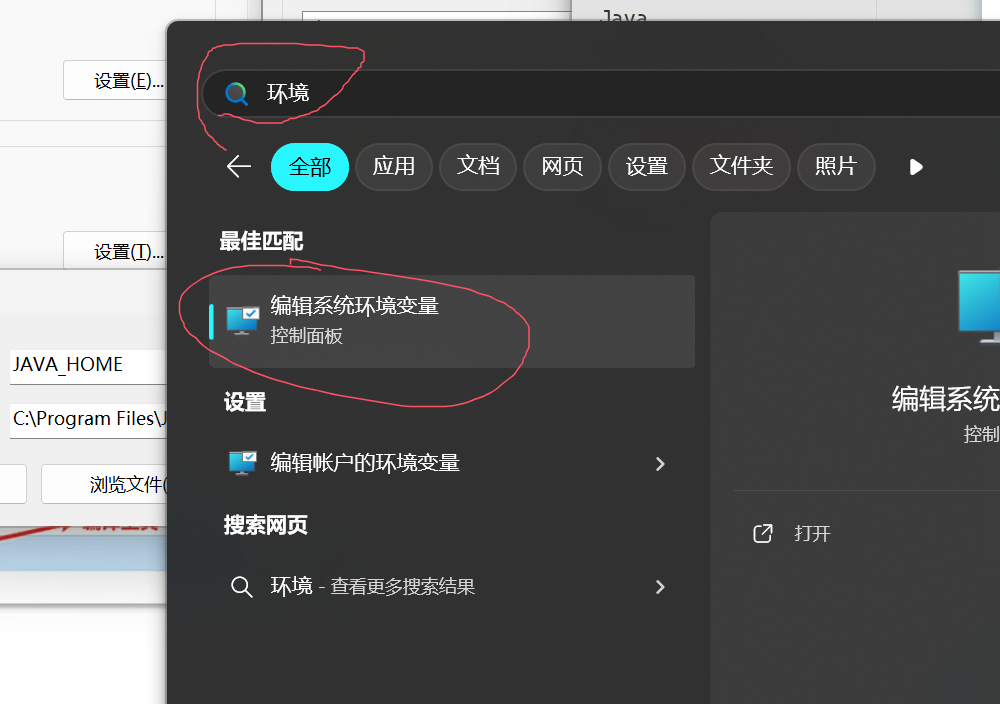 Java
设置(E)...
环境
全部
应用
文档
网页
设置
文件夹
照片
最佳匹配
设置(T)...
编辑系统环境变量
控制面板
JAVA_HOME
编辑系统
控制
设置
C:\Program Files\J
编辑帐户的环境变量
浏览文件(
搜索网页
打开
环境 - 查看更多搜索结果